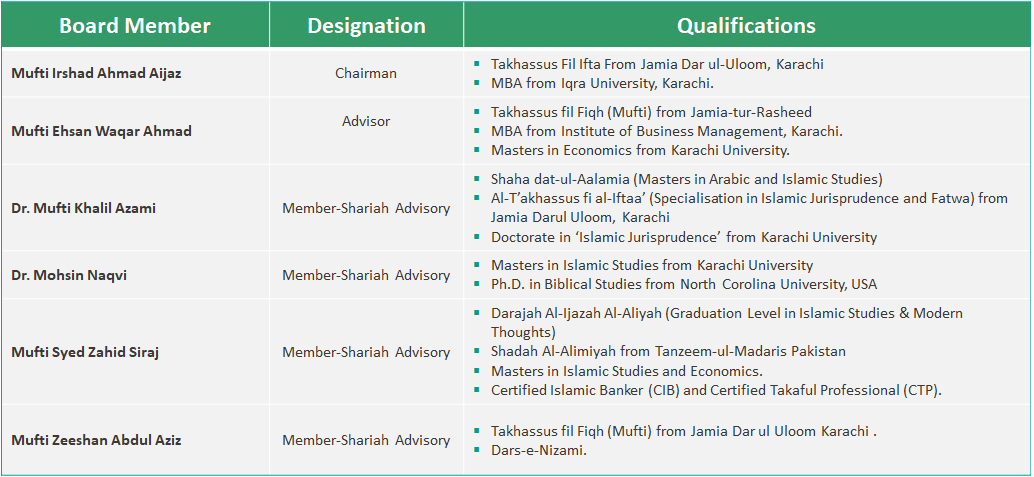 Board Member Designation Qualifications
Mufti Irshad Ahmad Aijaz Chairman
▪ Takhassus Fil Ifta From Jamia Dar ul-Uloom, Karachi
▪ MBA from Iqra University, Karachi.
Mufti Ehsan Waqar Ahmad Advisor
▪ Takhassus fil Fiqh (Mufti) from Jamia-tur-Rasheed
▪ MBA from Institute of Business Management, Karachi.
▪ Masters in Economics from Karachi University.
Dr. Mufti Khalil Azami Member-Shariah Advisory
▪ Shaha dat-ul-Aalamia (Masters in Arabic and Islamic Studies)
▪ Al-T’akhassus fi al-Iftaa’ (Specialisation in Islamic Jurisprudence and Fatwa) from
Jamia Darul Uloom, Karachi
▪ Doctorate in ‘Islamic Jurisprudence’ from Karachi University
Dr. Mohsin Naqvi Member-Shariah Advisory
▪ Masters in Islamic Studies from Karachi University
▪ Ph.D. in Biblical Studies from North Corolina University, USA
Mufti Syed Zahid Siraj Member-Shariah Advisory
▪ Darajah Al-Ijazah Al-Aliyah (Graduation Level in Islamic Studies & Modern
Thoughts)
▪ Shadah Al-Alimiyah from Tanzeem-ul-Madaris Pakistan
▪ Masters in Islamic Studies and Economics.
▪ Certified Islamic Banker (CIB) and Certified Takaful Professional (CTP).
Mufti Zeeshan Abdul Aziz Member-Shariah Advisory
▪ Takhassus fil Fiqh (Mufti) from Jamia Dar ul Uloom Karachi .
▪ Dars-e-Nizami.